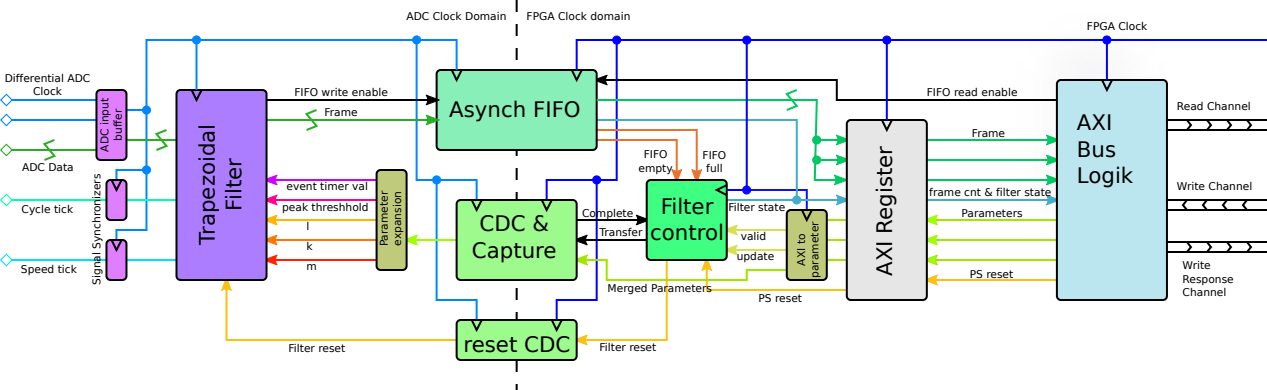 ADC Clock Domain
FPGA Clock domain
FPGA Clock
Differential ADC
Clock
ADC input
buffer
ADC Data
Signal Synchronizers
Cycle tick
Speed tick
Trapezoidal
Filter
FIFO write enable
Frame
event timer val
peak threshhold
l
k
m
Parameter
expansion
Filter reset
Asynch FIFO
CDC &
Capture
reset CDC
FIFO
empty
FIFO
full
Complete
Transfer
Filter
control
Filter state
valid
update
AXI to
parameter
Merged Parameters
PS reset
Filter reset
FIFO read enable
AXI Register
Frame
frame cnt & filter state
Parameters
PS reset
AXI
Bus
Logik
Read Channel
Write Channel
Write
Response
Channel